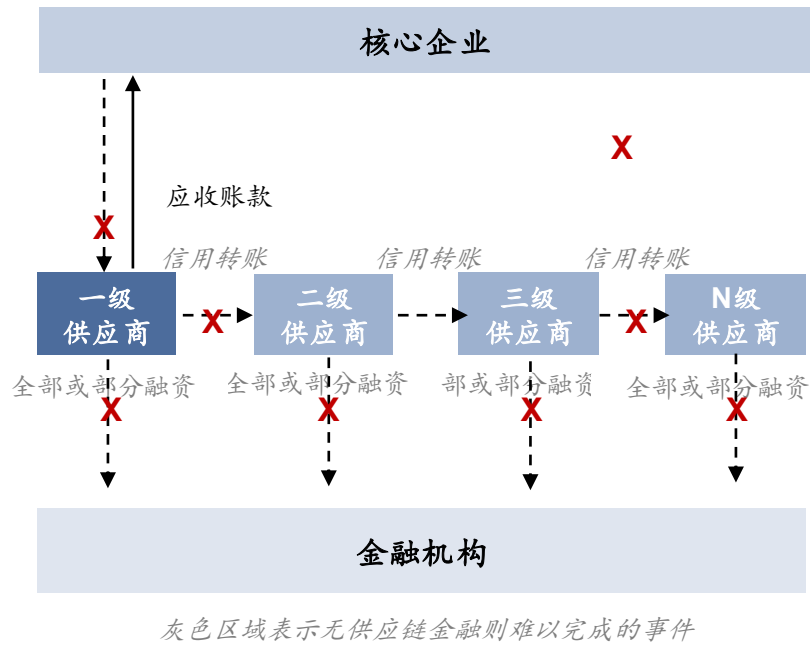 核心企业
X
应收账款
X
信用转账 信用转账 信用转账
一级 二级 三级 N级
供应商 X 供应商 供应商 X 供应商
全部或部分融资 全部或部分融资 部或部分融资 全部或部分融资
X X X X
金融机构
灰色区域表示无供应链金融则难以完成的事件